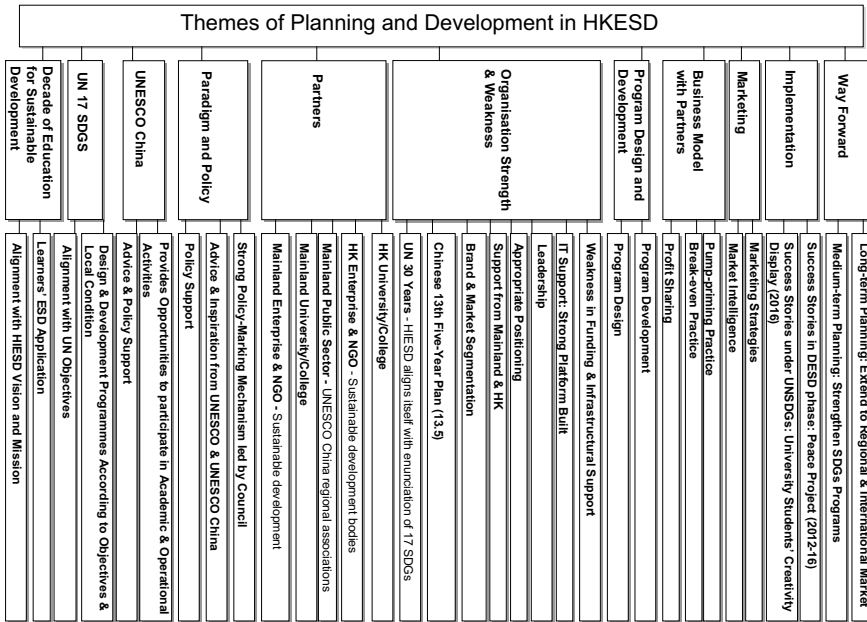 Themes of Planning and Development in HKESD
Decade of Education
for Sustainable
Development
UN 17 SDGS
UNESCO China
Paradigm and Policy
Partners
Organisation Strength
& Weakness
Program Design and
Development
Business Model
with Partners
Marketing
Implementation
Way Forward
Alignment with HIESD Vision and Mission
Learners' ESD Application
Alignment with UN Objectives
Design & Development Programmes According to Objectives &
Local Condition
Advice & Policy Support
Provides Opportunities to participate in Academic & Operational
Activities
Policy Support
Advice & Inspiration from UNESCO & UNESCO China
Strong Policy-Marking Mechanism led by Council
Mainland Enterprise & NGO - Sustainable development
Mainland University/College
Mainland Public Sector - UNESCO China regional associations
HK Enterprise & NGO - Sustainable development bodies
HK University/College
UN 30 Years - HIESD aligns itself with enunciation of 17 SDGs
Chinese 13th Five-Year Plan (13.5)
Brand & Market Segmentation
Support from Mainland & HK
Appropriate Positioning
Leadership
IT Support: Strong Platform Built
Weakness in Funding & Infrastructural Support
Program Design
Program Development
Profit Sharing
Break-even Practice
Pump-priming Practice
Market Intelligence
Marketing Strategies
Success Stories under UNSDGs: University Students' Creativity
Display (2016)
Success Stories in DESD phase: Peace Project (2012-16)
Medium-term Planning: Strengthen SDGs Programs
Long-term Planning: Extend to Regional & International Market